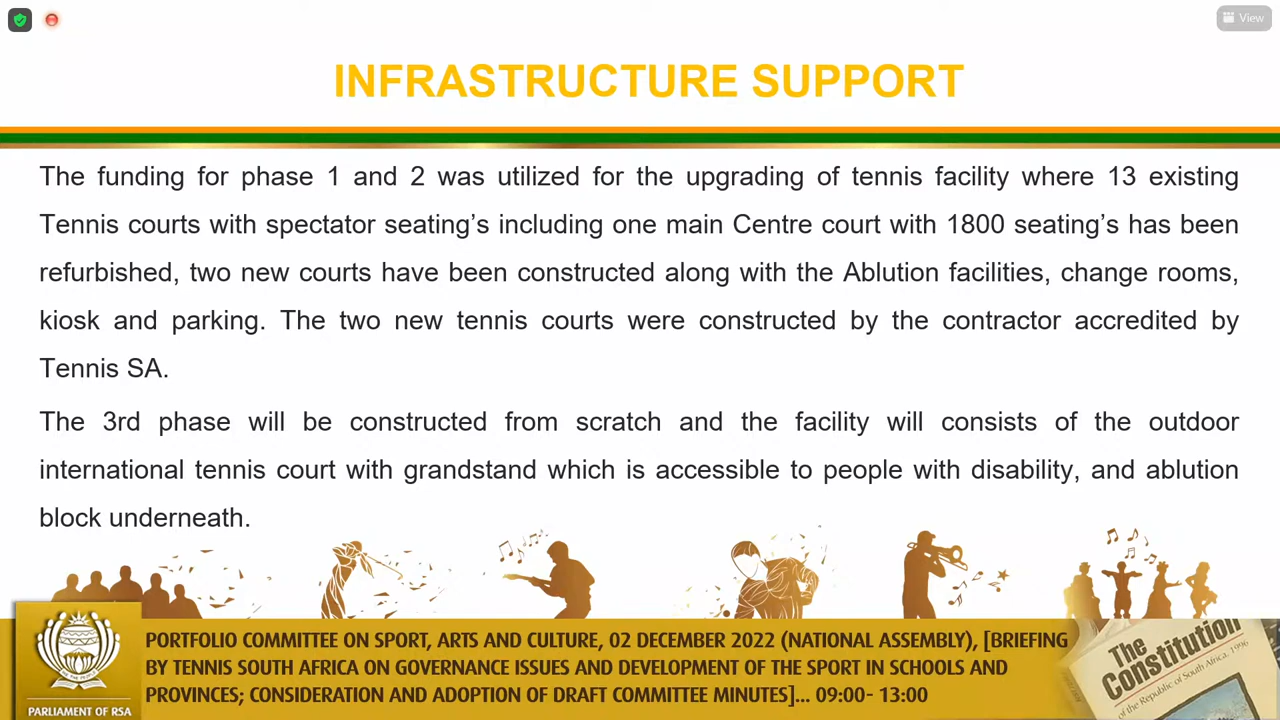 View
INFRASTRUCTURE SUPPORT
The funding for phase 1 and 2 was utilized for the upgrading of tennis facility where 13 existing
Tennis courts with spectator seating’s including one main Centre court with 1800 seating’s has been
refurbished, two new courts have been constructed along with the Ablution facilities, change rooms,
kiosk and parking. The two new tennis courts were constructed by the contractor accredited by
Tennis SA.
The 3rd phase will be constructed from scratch and the facility will consists of the outdoor
international tennis court with grandstand which is accessible to people with disability, and ablution
block underneath.
PORTFOLIO COMMITTEE ON SPORT, ARTS AND CULTURE, 02 DECEMBER 2022 (NATIONAL ASSEMBLY), [BRIEFING
BY TENNIS SOUTH AFRICA ON GOVERNANCE ISSUES AND DEVELOPMENT OF THE SPORT IN SCHOOLS AND
PROVINCES; CONSIDERATION AND ADOPTION OF DRAFT COMMITTEE MINUTES]... 09:00- 13:00
PARLIAMENT OF RSA
The
Constitution
of the Republic of South Africa, 1996